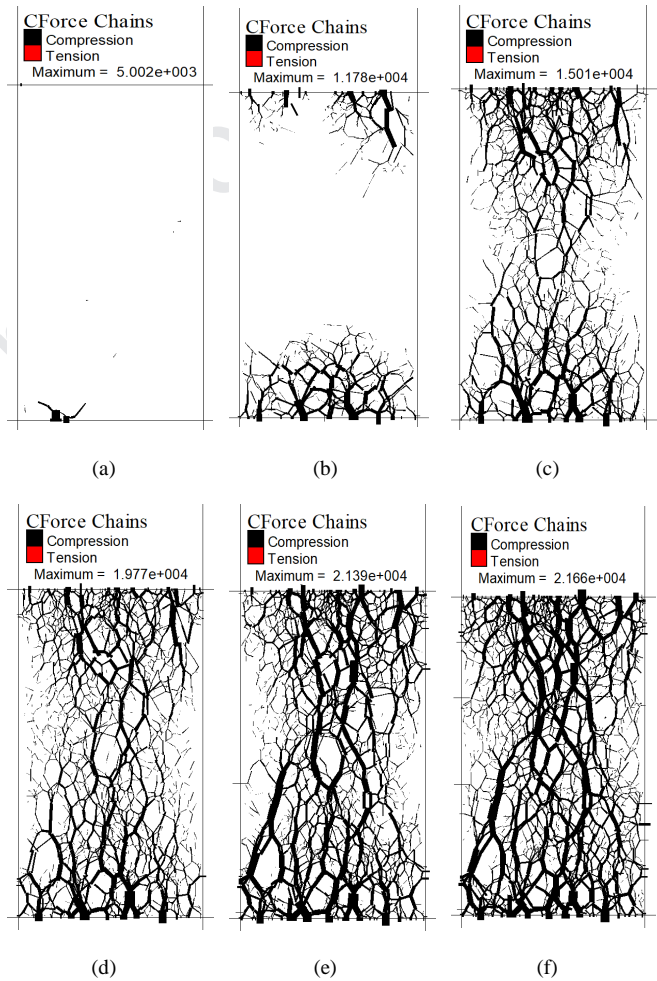 CForce Chains
Compression
Tension
Maximum = 5.002e+003
(a)
CForce Chains
Compression
Tension
Maximum = 1.178e+004
(b)
CForce Chains
Compression
Tension
Maximum = 1.501e+004
(c)
CForce Chains
Compression
Tension
Maximum = 1.977e+004
(d)
CForce Chains
Compression
Tension
Maximum = 2.139e+004
(e)
CForce Chains
Compression
Tension
Maximum = 2.166e+004
(f)